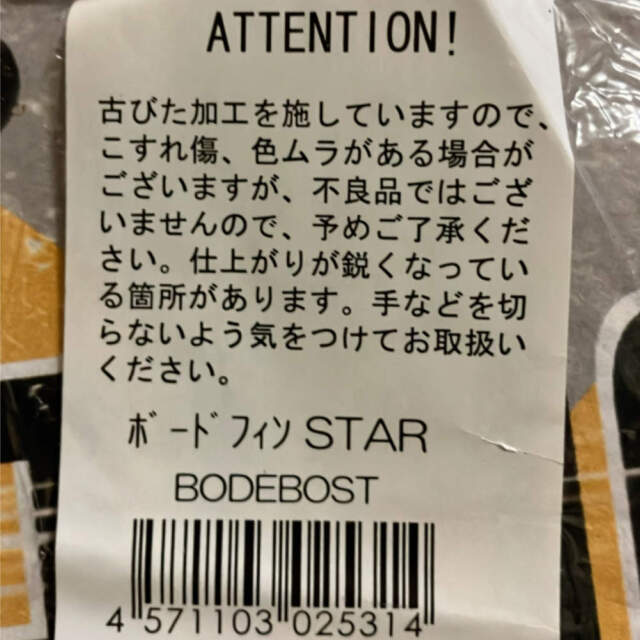 ATTENTION!
古びた加工を施していますので、
こすれ傷、色ムラがある場合が
ございますが、不良品ではござ
いませんので、予めご了承くだ
さい。仕上がりが鋭くなってい
る箇所があります。手などを切
らないよう気をつけてお取扱い
ください。
ﾎﾞｰﾄﾞﾌｨﾝ STAR
BODEBOST
4 571103 025314